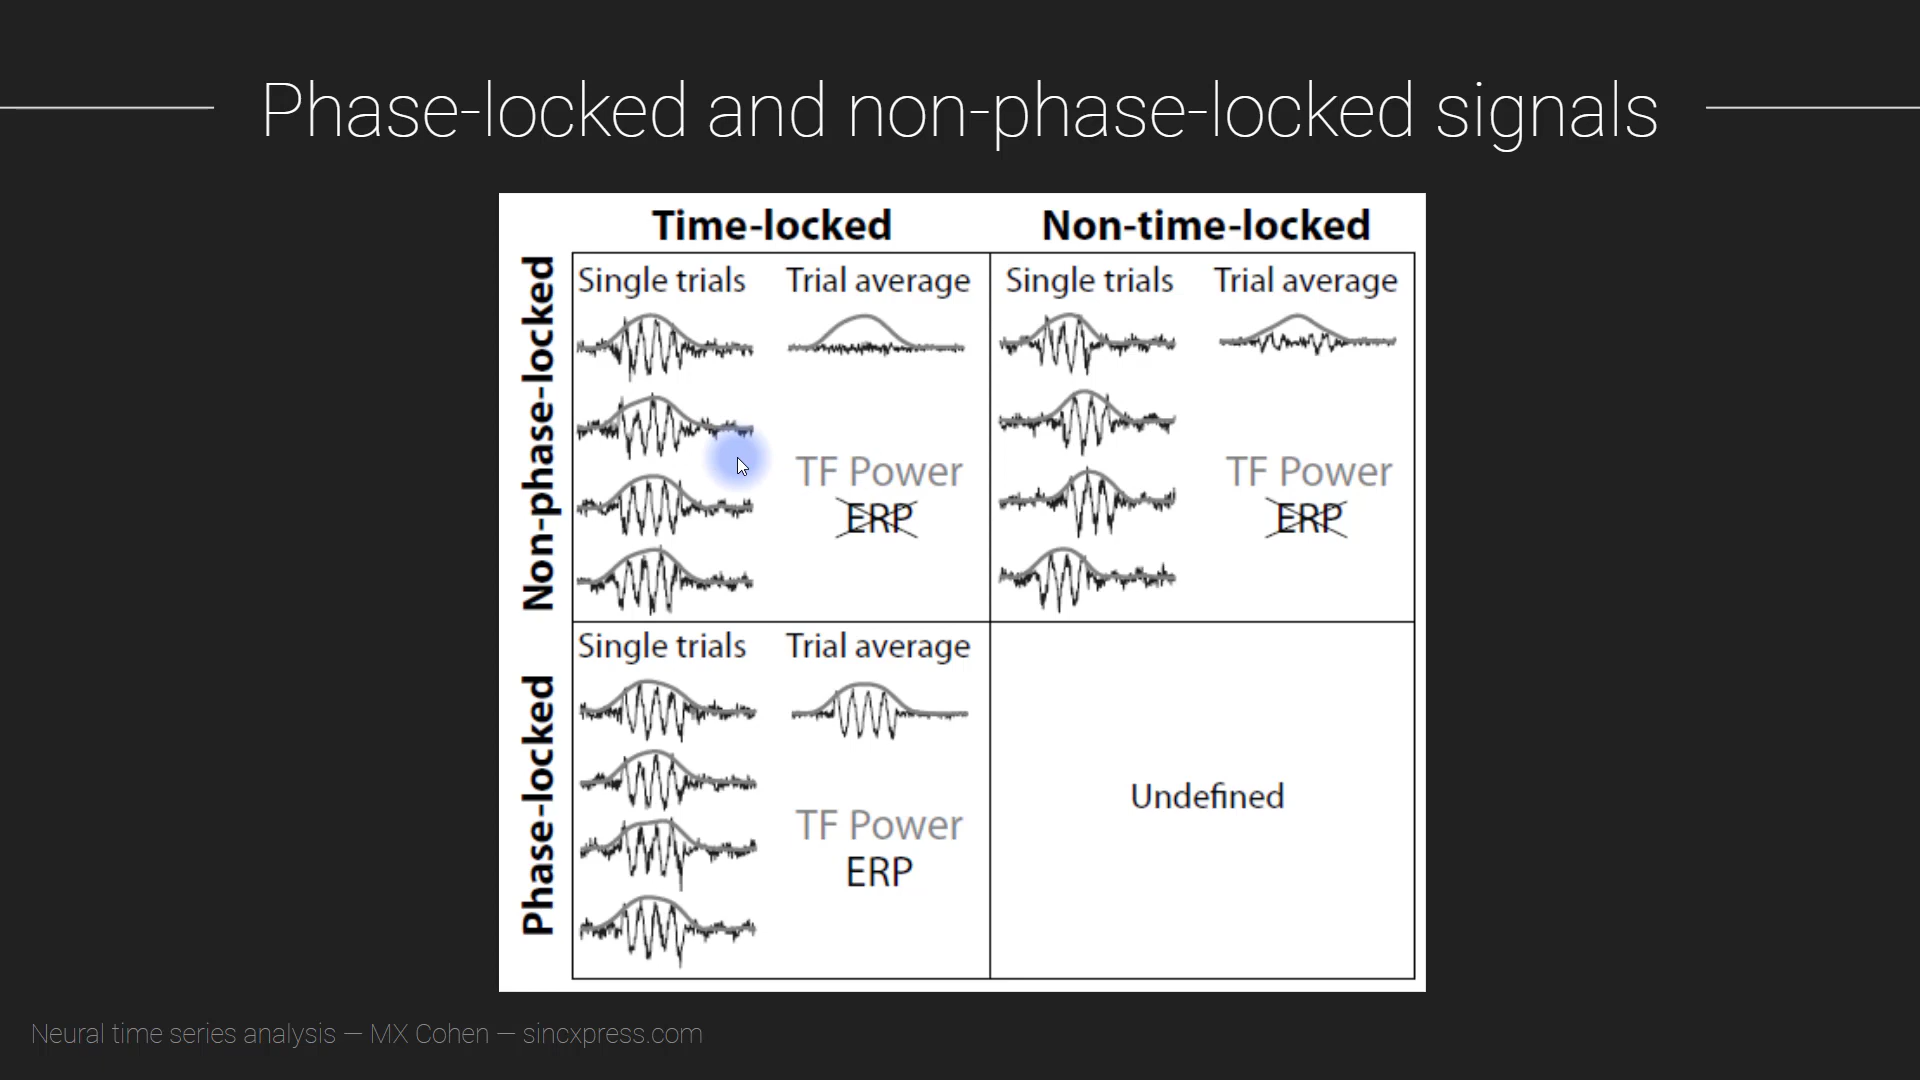 Phase-locked and non-phase-locked signals
Time-locked
Non-time-locked
Non-phase-locked
Single trials
Trial average
TF Power
ERP
Single trials
Trial average
TF Power
ERP
Phase-locked
Single trials
Trial average
TF Power
ERP
Undefined
Neural time series analysis — MX Cohen — sincxpress.com